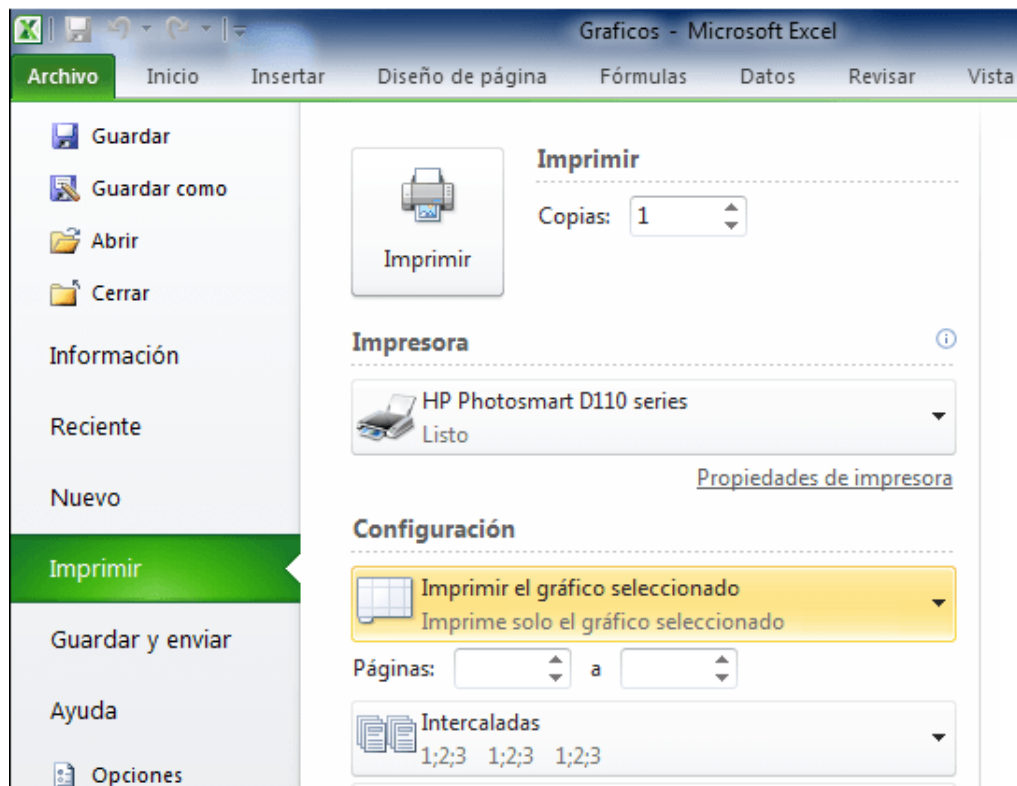 Graficos - Microsoft Excel
Archivo Inicio Insertar Diseño de página Fórmulas Datos Revisar Vista
Guardar
Guardar como
Abrir
Cerrar
Información
Reciente
Nuevo
Imprimir
Guardar y enviar
Ayuda
Opciones
Imprimir
Imprimir
Copias: 1
Impresora
HP Photosmart D110 series
Listo
Propiedades de impresora
Configuración
Imprimir el gráfico seleccionado
Imprime solo el gráfico seleccionado
Páginas: a
Intercaladas
1;2;3 1;2;3 1;2;3